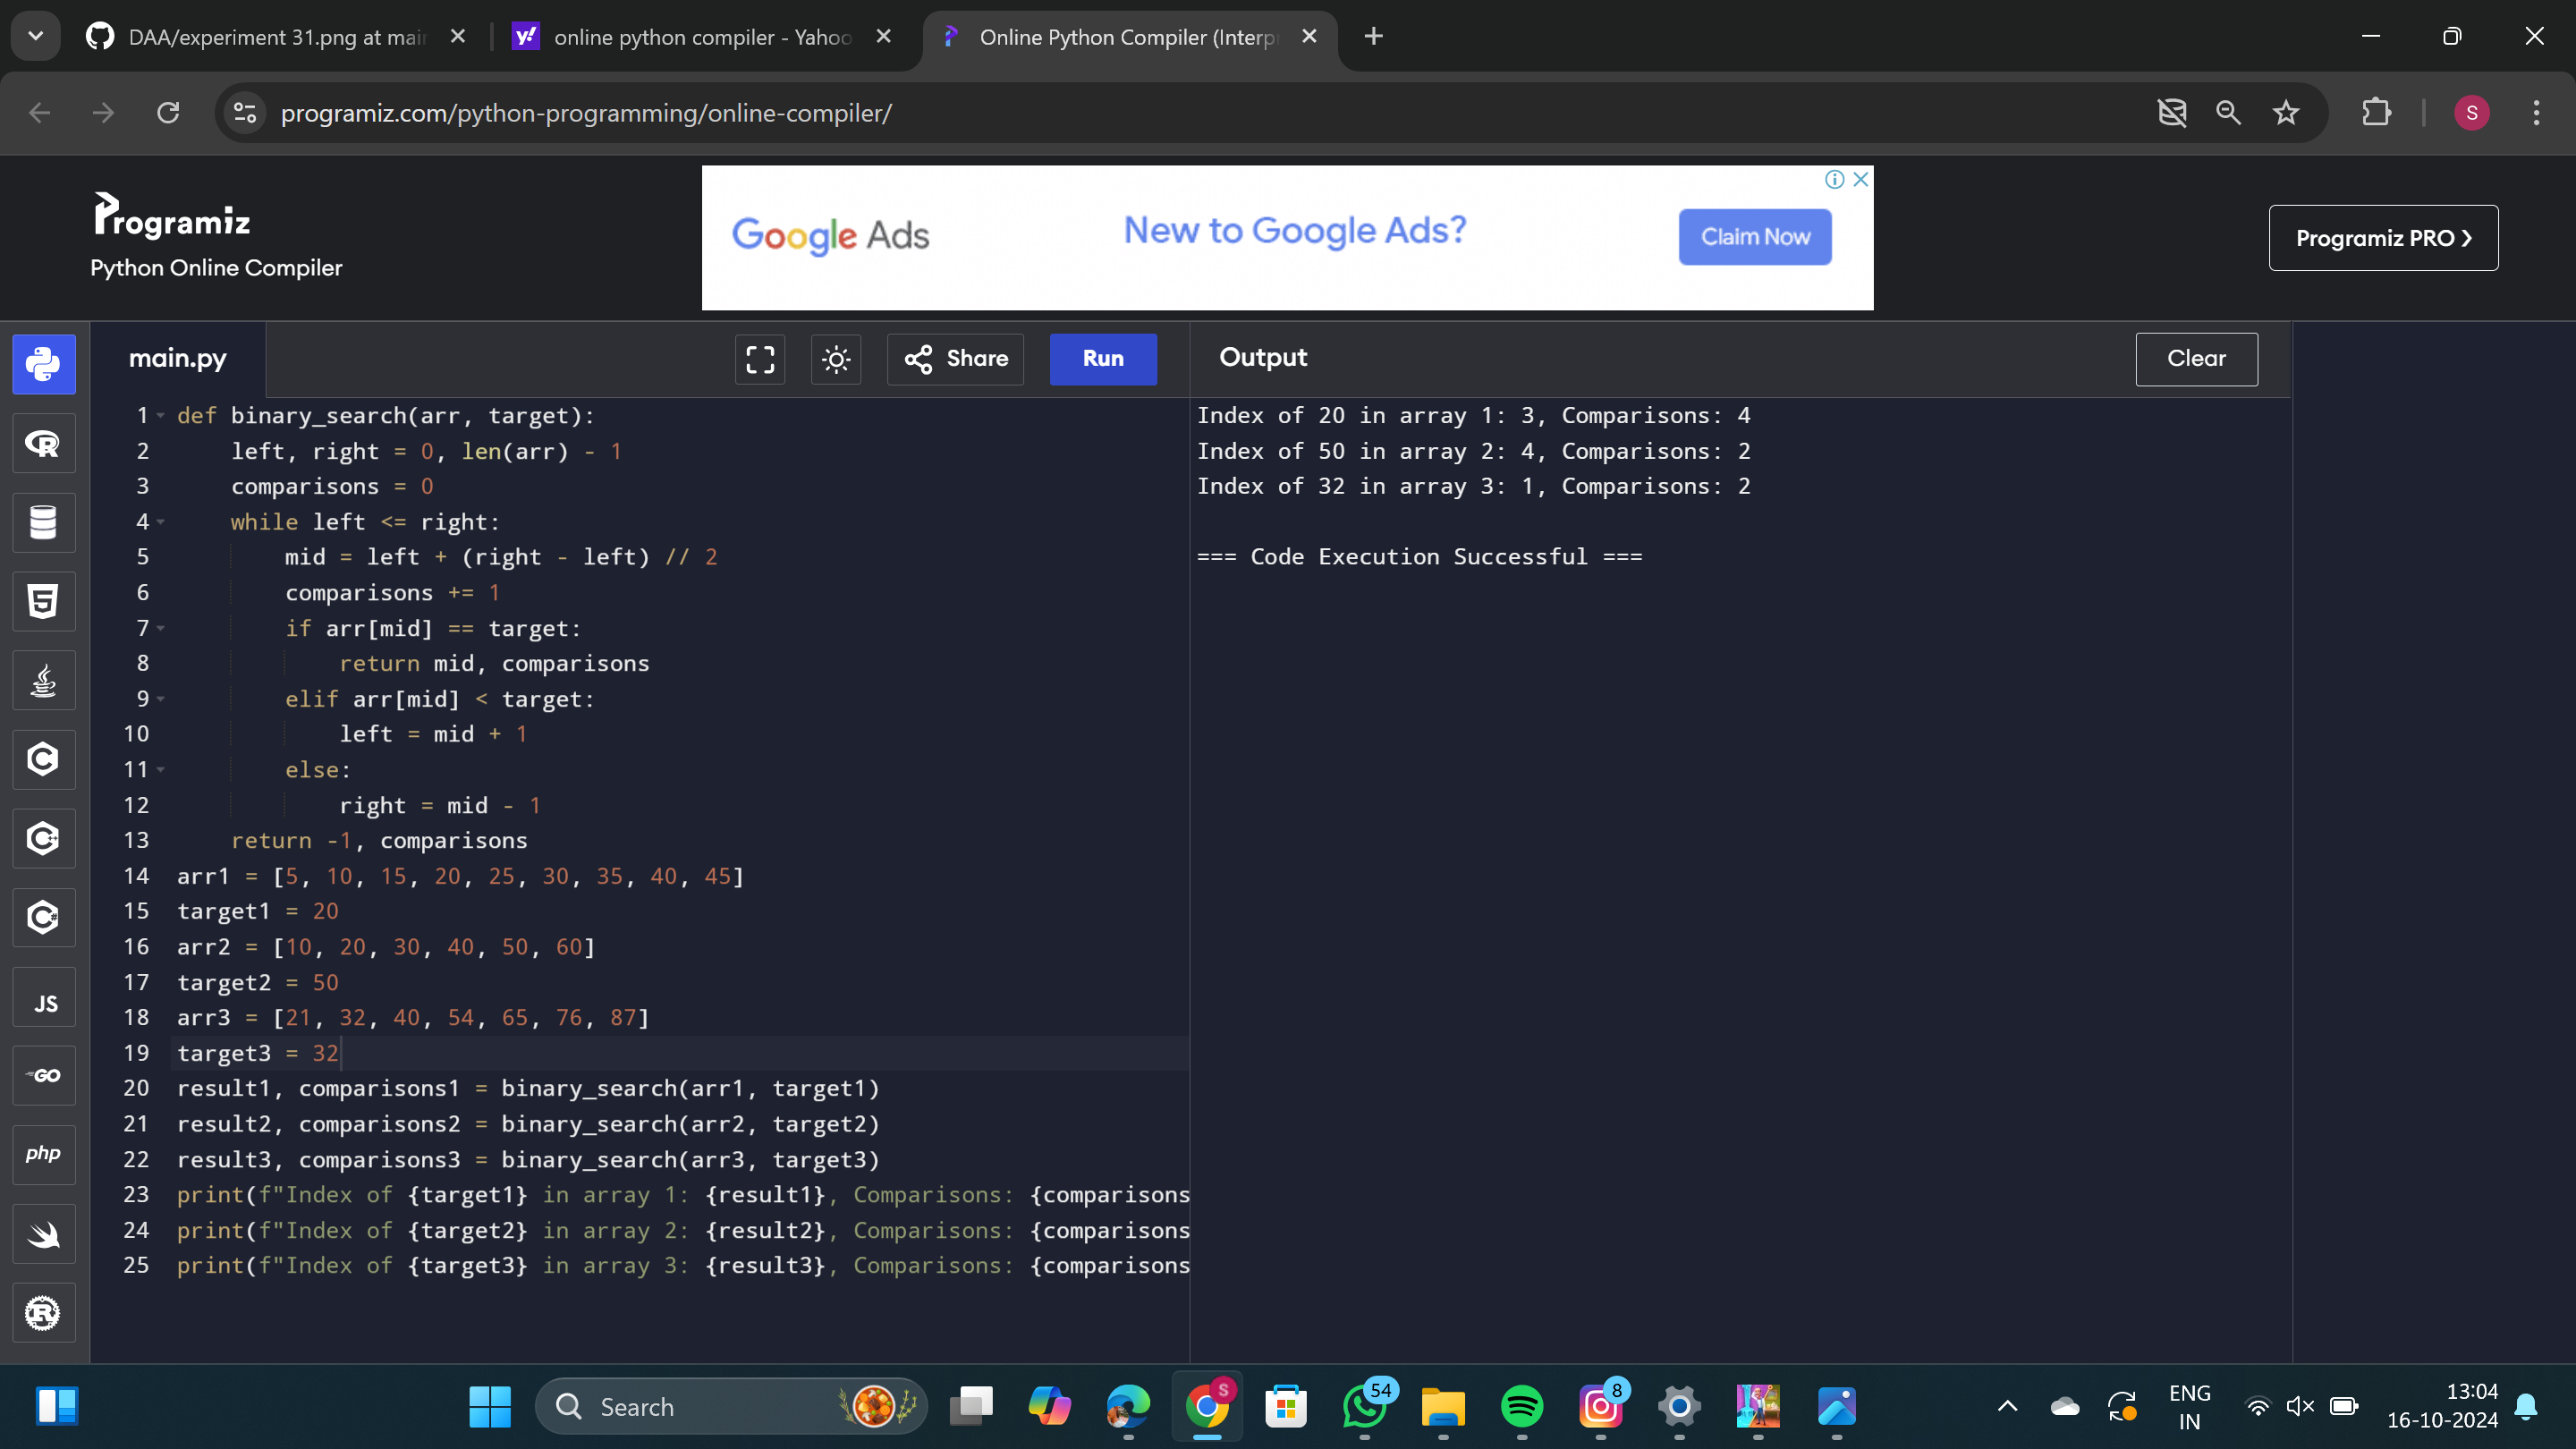 DAA/experiment 31.png at mai
online python compiler - Yahoo
Online Python Compiler (Interp
programiz.com/python-programming/online-compiler/
S
Programiz
Python Online Compiler
Google Ads
New to Google Ads?
Claim Now
Programiz PRO ❯
main.py
Share
Run
Output
Clear
1 def binary_search(arr, target):
2     left, right = 0, len(arr) - 1
3     comparisons = 0
4     while left <= right:
5         mid = left + (right - left) // 2
6         comparisons += 1
7         if arr[mid] == target:
8             return mid, comparisons
9         elif arr[mid] < target:
10             left = mid + 1
11         else:
12             right = mid - 1
13     return -1, comparisons
14 arr1 = [5, 10, 15, 20, 25, 30, 35, 40, 45]
15 target1 = 20
16 arr2 = [10, 20, 30, 40, 50, 60]
17 target2 = 50
18 arr3 = [21, 32, 40, 54, 65, 76, 87]
19 target3 = 32
20 result1, comparisons1 = binary_search(arr1, target1)
21 result2, comparisons2 = binary_search(arr2, target2)
22 result3, comparisons3 = binary_search(arr3, target3)
23 print(f"Index of {target1} in array 1: {result1}, Comparisons: {comparisons
24 print(f"Index of {target2} in array 2: {result2}, Comparisons: {comparisons
25 print(f"Index of {target3} in array 3: {result3}, Comparisons: {comparisons
Index of 20 in array 1: 3, Comparisons: 4
Index of 50 in array 2: 4, Comparisons: 2
Index of 32 in array 3: 1, Comparisons: 2
=== Code Execution Successful ===
R
5
C
C++
C#
JS
GO
php
R
Search
S
54
8
ENG
IN
13:04
16-10-2024